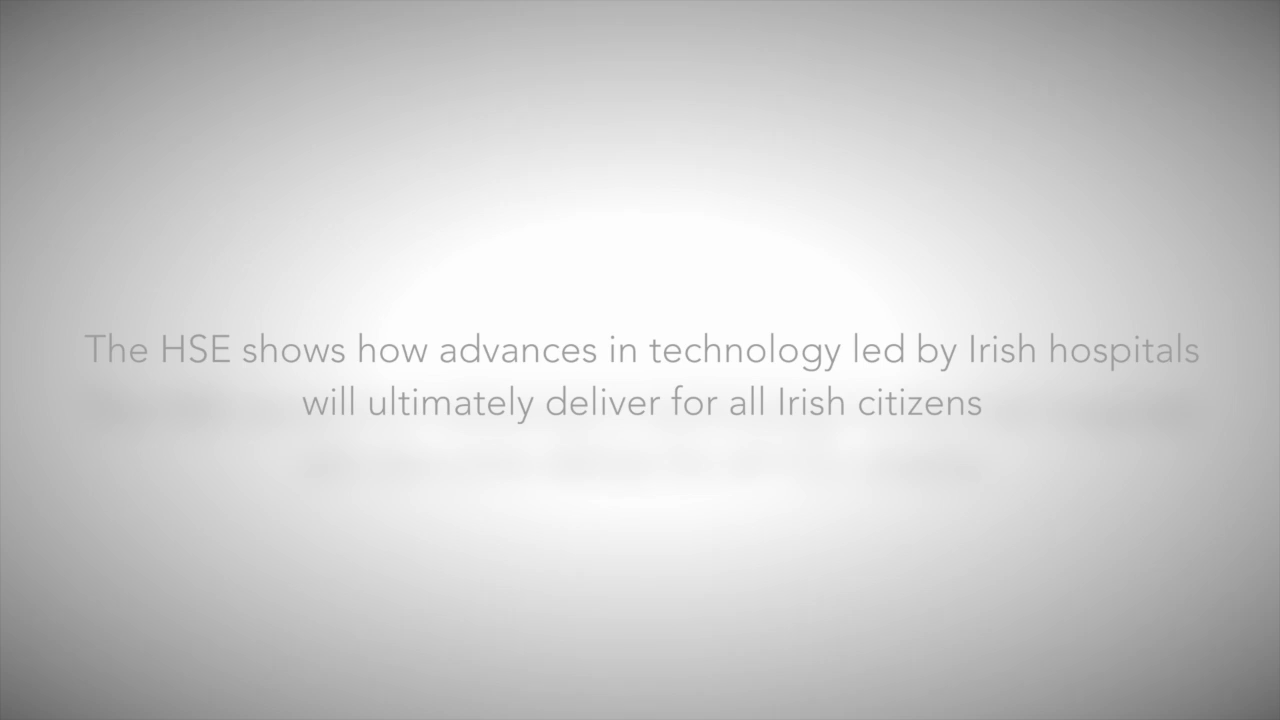 The HSE shows how advances in technology led by Irish hospitals
will ultimately deliver for all Irish citizens